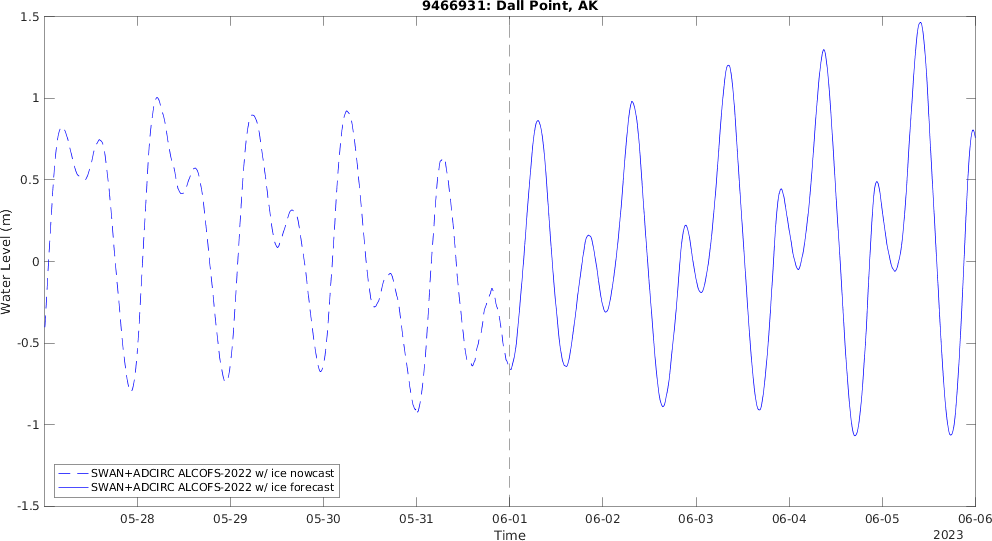 9466931: Dall Point, AK
1.5
1
0.5
0
-0.5
-1
-1.5
Water Level (m)
SWAN+ADCIRC ALCOFS-2022 w/ ice nowcast
SWAN+ADCIRC ALCOFS-2022 w/ ice forecast
05-28 05-29 05-30 05-31 06-01 06-02 06-03 06-04 06-05 06-06
Time
2023